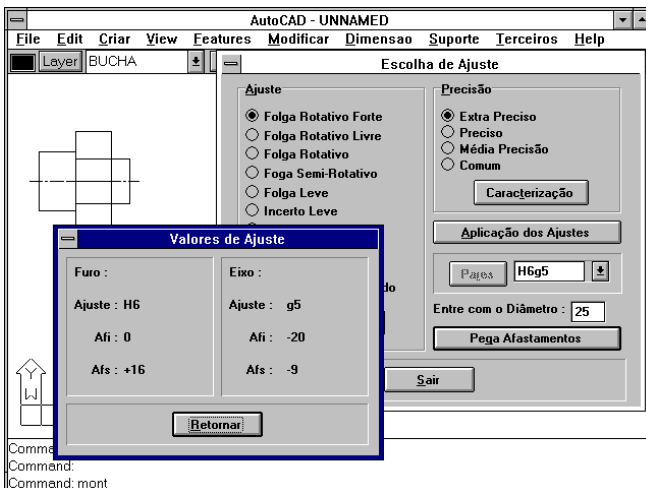 AutoCAD - UNNAMED
File Edit Criar View Features Modificar Dimensao Suporte Terceiros Help
Layer BUCHA
Escolha de Ajuste
Ajuste
Folga Rotativo Forte
Folga Rotativo Livre
Folga Rotativo
Foga Semi-Rotativo
Folga Leve
Incerto Leve
do
Precisão
Extra Preciso
Preciso
Média Precisão
Comum
Caracterização
Aplicação dos Ajustes
Pares H6g5
Entre com o Diâmetro : 25
Pega Afastamentos
Sair
Valores de Ajuste
Furo :
Ajuste : H6
Afi : 0
Afs : +16
Eixo :
Ajuste : g5
Afi : -20
Afs : -9
Retornar
Y
W
Comma
Command:
Command: mont